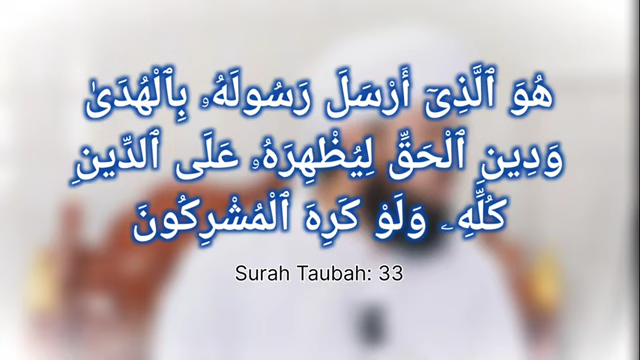 هُوَ ٱلَّذِىٓ أَرْسَلَ رَسُولَهُۥ بِٱلْهُدَىٰ
وَدِينِ ٱلْحَقِّ لِيُظْهِرَهُۥ عَلَى ٱلدِّينِ
كُلِّهِۦ وَلَوْ كَرِهَ ٱلْمُشْرِكُونَ
Surah Taubah: 33